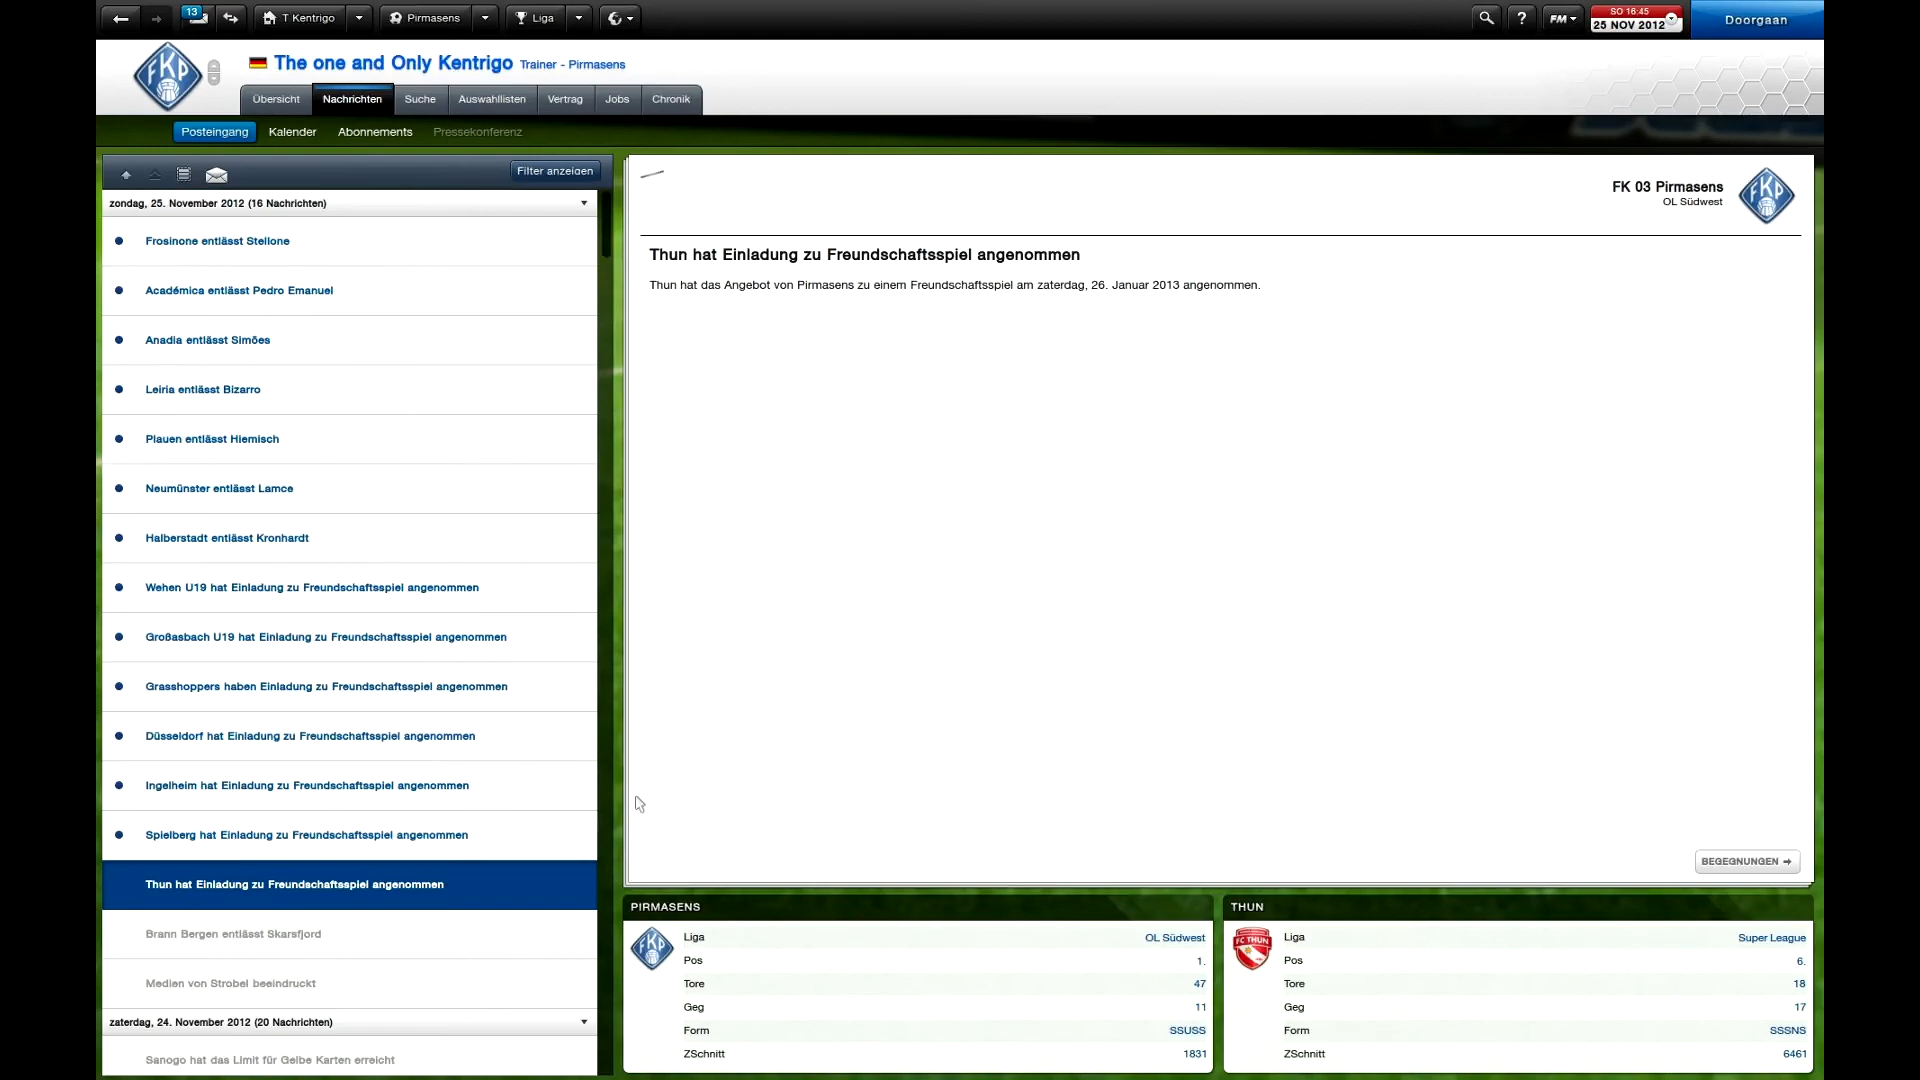 13
T Kentrigo
Pirmasens
Liga
?
FM
SO 16:45
25 NOV 2012
Doorgaan
FKP
The one and Only Kentrigo Trainer - Pirmasens
Übersicht
Nachrichten
Suche
Auswahllisten
Vertrag
Jobs
Chronik
Posteingang
Kalender
Abonnements
Pressekonferenz
Filter anzeigen
zondag, 25. November 2012 (16 Nachrichten)
Frosinone entlässt Stellone
Académica entlässt Pedro Emanuel
Anadia entlässt Simões
Leiria entlässt Bizarro
Plauen entlässt Hiemisch
Neumünster entlässt Lamce
Halberstadt entlässt Kronhardt
Wehen U19 hat Einladung zu Freundschaftsspiel angenommen
Großasbach U19 hat Einladung zu Freundschaftsspiel angenommen
Grasshoppers haben Einladung zu Freundschaftsspiel angenommen
Düsseldorf hat Einladung zu Freundschaftsspiel angenommen
Ingelheim hat Einladung zu Freundschaftsspiel angenommen
Spielberg hat Einladung zu Freundschaftsspiel angenommen
Thun hat Einladung zu Freundschaftsspiel angenommen
Brann Bergen entlässt Skarsfjord
Medien von Strobel beeindruckt
zaterdag, 24. November 2012 (20 Nachrichten)
Sanogo hat das Limit für Gelbe Karten erreicht
FK 03 Pirmasens
OL Südwest
FKP
Thun hat Einladung zu Freundschaftsspiel angenommen
Thun hat das Angebot von Pirmasens zu einem Freundschaftsspiel am zaterdag, 26. Januar 2013 angenommen.
BEGEGNUNGEN
PIRMASENS
FKP
Liga OL Südwest
Pos 1.
Tore 47
Geg 11
Form SSUSS
ZSchnitt 1831
THUN
FC THUN
Liga Super League
Pos 6.
Tore 18
Geg 17
Form SSSNS
ZSchnitt 6461